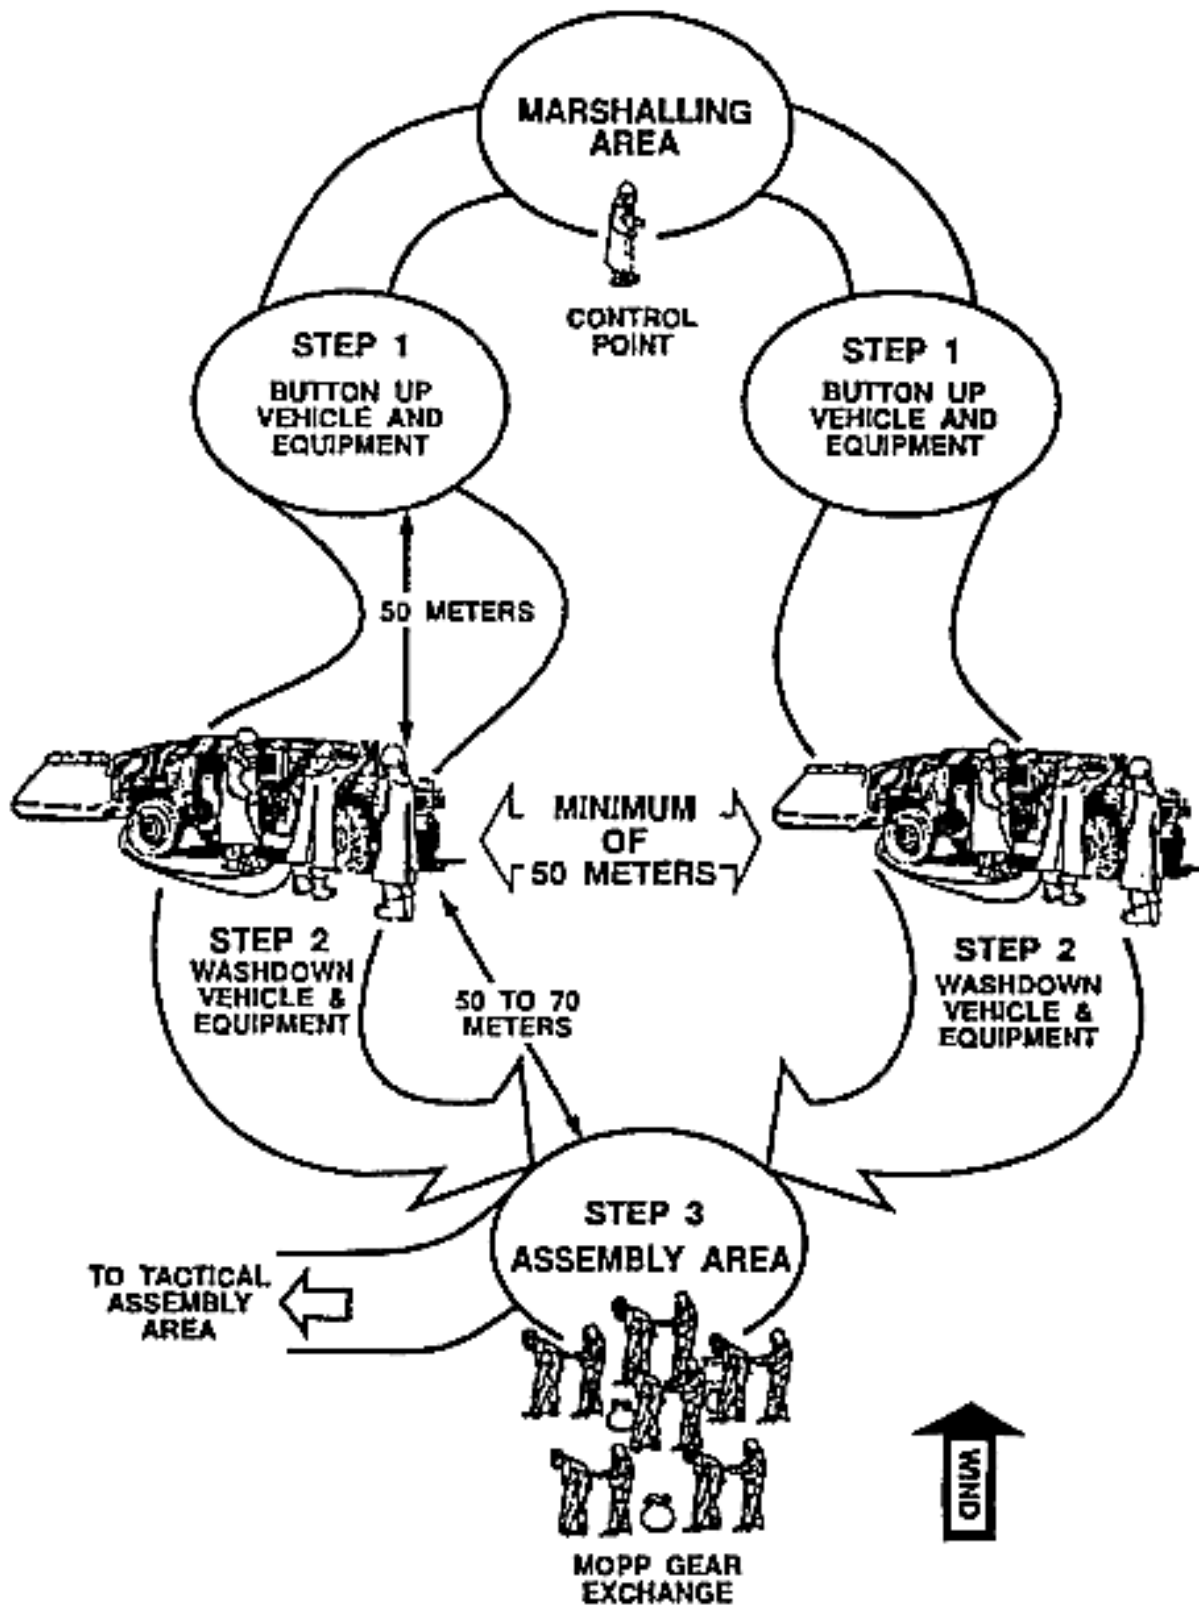 MARSHALLING
AREA
CONTROL
POINT
STEP 1
BUTTON UP
VEHICLE AND
EQUIPMENT
STEP 1
BUTTON UP
VEHICLE AND
EQUIPMENT
50 METERS
MINIMUM
OF
50 METERS
STEP 2
WASHDOWN
VEHICLE &
EQUIPMENT
50 TO 70
METERS
STEP 2
WASHDOWN
VEHICLE &
EQUIPMENT
STEP 3
ASSEMBLY AREA
TO TACTICAL
ASSEMBLY
AREA
WIND
MOPP GEAR
EXCHANGE